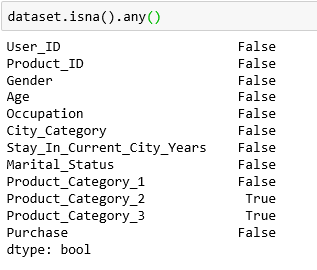 dataset.isna().any()
User_ID False
Product_ID False
Gender False
Age False
Occupation False
City_Category False
Stay_In_Current_City_Years False
Marital_Status False
Product_Category_1 False
Product_Category_2 True
Product_Category_3 True
Purchase False
dtype: bool